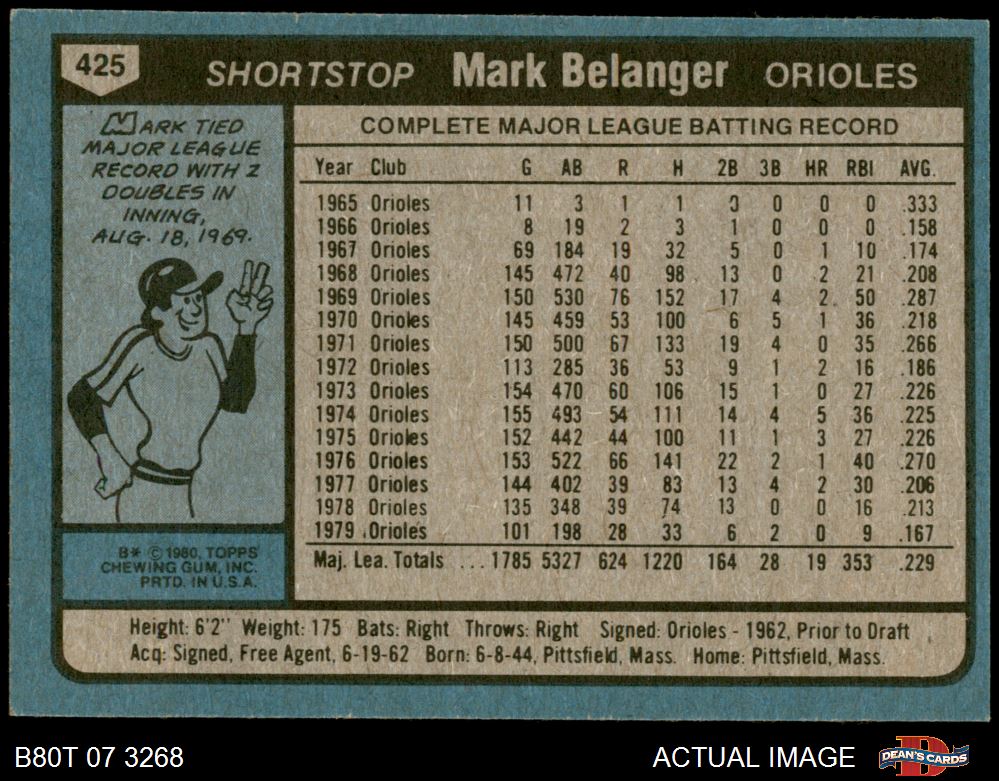 425 SHORTSTOP Mark Belanger ORIOLES
MARK TIED
MAJOR LEAGUE
RECORD WITH 2
DOUBLES IN
INNING,
AUG. 18, 1969.
COMPLETE MAJOR LEAGUE BATTING RECORD
Year Club G AB R H 2B 3B HR RBI AVG.
1965 Orioles 11 3 1 1 0 0 0 0 .333
1966 Orioles 8 19 2 3 1 0 0 0 .158
1967 Orioles 69 184 19 32 5 0 1 10 .174
1968 Orioles 145 472 40 98 13 0 2 21 .208
1969 Orioles 150 530 76 152 17 4 2 50 .287
1970 Orioles 145 459 53 100 6 5 1 36 .218
1971 Orioles 150 500 67 133 19 4 0 35 .266
1972 Orioles 113 285 36 53 9 1 2 16 .186
1973 Orioles 154 470 60 106 15 1 0 27 .226
1974 Orioles 155 493 54 111 14 4 5 36 .225
1975 Orioles 152 442 44 100 11 1 3 27 .226
1976 Orioles 153 522 66 141 22 2 1 40 .270
1977 Orioles 144 402 39 83 13 4 2 30 .206
1978 Orioles 135 348 39 74 13 0 0 16 .213
1979 Orioles 101 198 28 33 6 2 0 9 .167
Maj. Lea. Totals ... 1785 5327 624 1220 164 28 19 353 .229
B* © 1980, TOPPS
CHEWING GUM, INC.
PRTD. IN U.S.A.
Height: 6'2" Weight: 175 Bats: Right Throws: Right Signed: Orioles - 1962, Prior to Draft
Acq: Signed, Free Agent, 6-19-62 Born: 6-8-44, Pittsfield, Mass. Home: Pittsfield, Mass.
B80T 07 3268 ACTUAL IMAGE DEAN'S CARDS